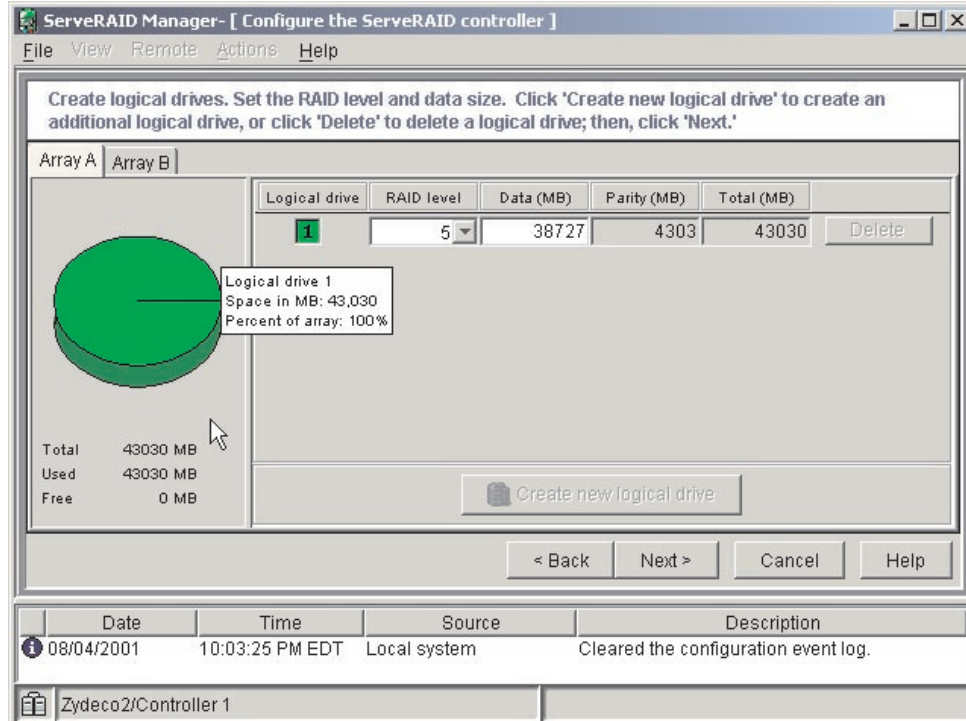 ServeRAID Manager- [ Configure the ServeRAID controller ]
File View Remote Actions Help
Create logical drives. Set the RAID level and data size. Click 'Create new logical drive' to create an
additional logical drive, or click 'Delete' to delete a logical drive; then, click 'Next.'
Array A Array B
Logical drive RAID level Data (MB) Parity (MB) Total (MB)
1 5 38727 4303 43030 Delete
Logical drive 1
Space in MB: 43,030
Percent of array: 100%
Total 43030 MB
Used 43030 MB
Free 0 MB
Create new logical drive
< Back Next > Cancel Help
Date Time Source Description
08/04/2001 10:03:25 PM EDT Local system Cleared the configuration event log.
Zydeco2/Controller 1